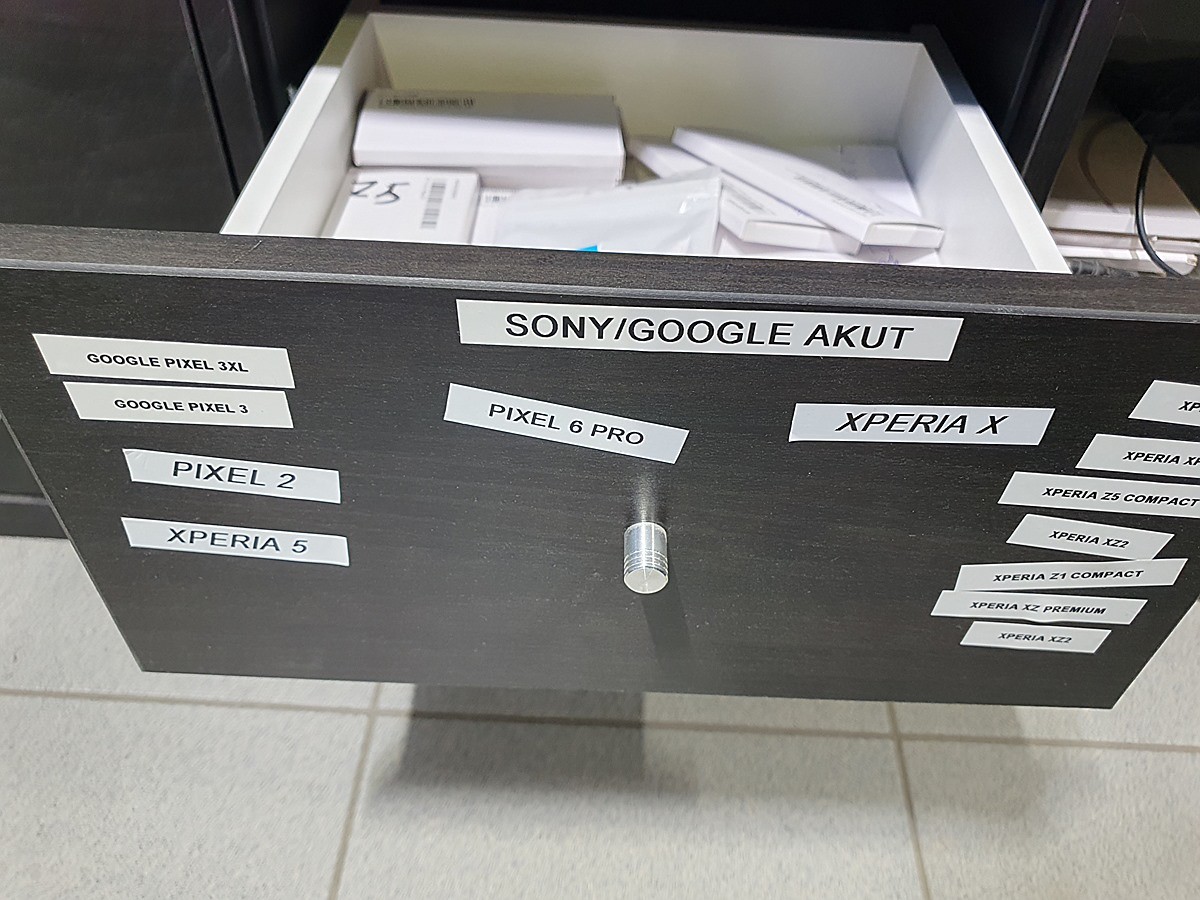 Z5
SONY/GOOGLE AKUT
GOOGLE PIXEL 3XL
GOOGLE PIXEL 3
PIXEL 2
XPERIA 5
PIXEL 6 PRO
XPERIA X
XPERIA
XPERIA Z5 COMPACT
XPERIA XZ2
XPERIA Z1 COMPACT
XPERIA XZ PREMIUM
XPERIA XZ2